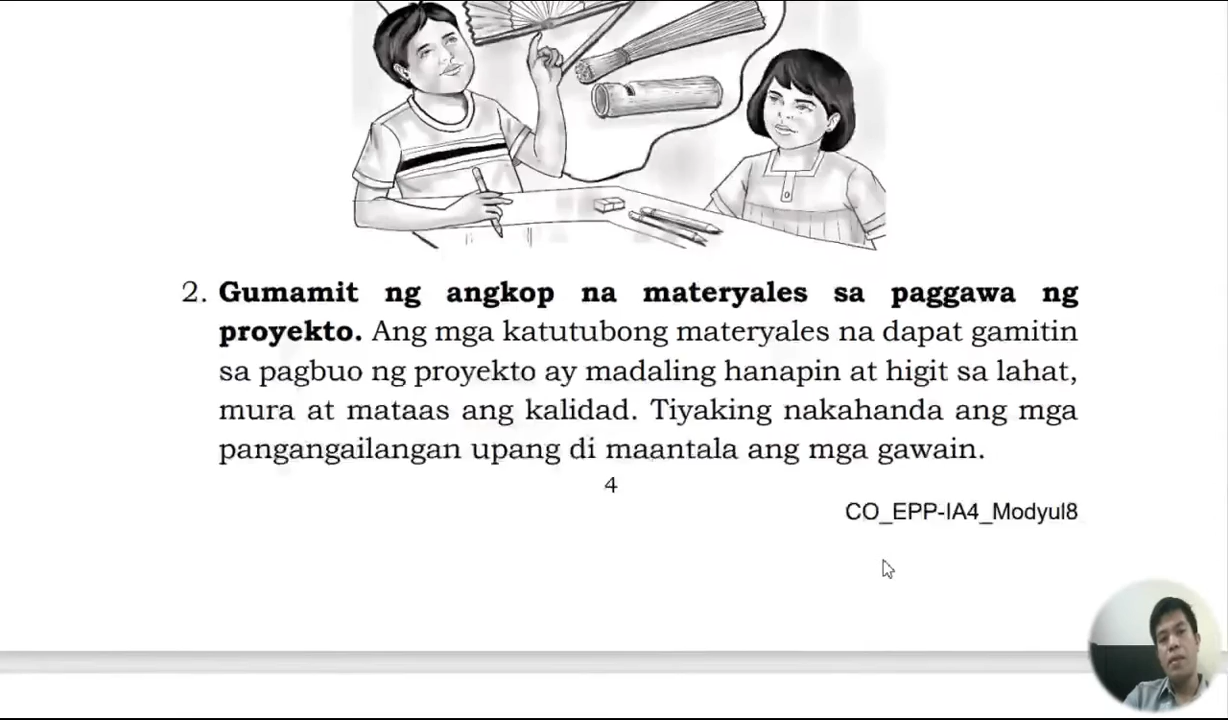 2. Gumamit ng angkop na materyales sa paggawa ng
proyekto. Ang mga katutubong materyales na dapat gamitin
sa pagbuo ng proyekto ay madaling hanapin at higit sa lahat,
mura at mataas ang kalidad. Tiyaking nakahanda ang mga
pangangailangan upang di maantala ang mga gawain.
4
CO_EPP-IA4_Modyul8